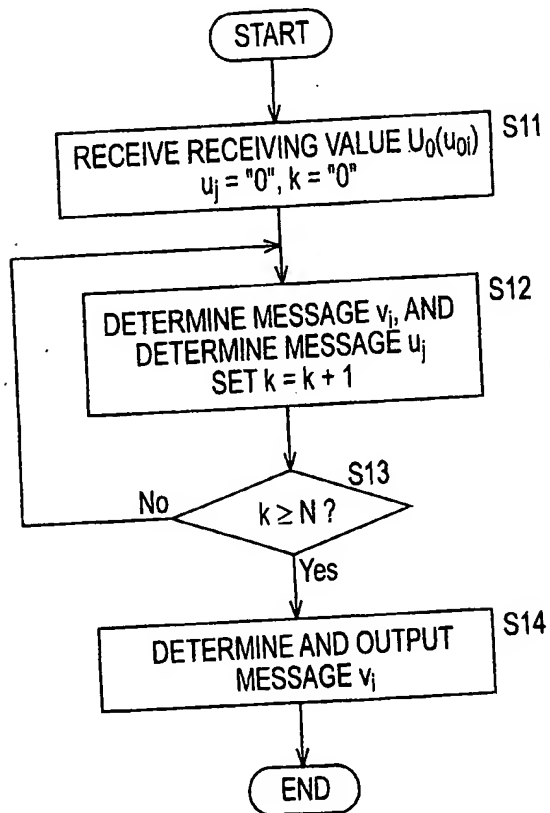 START
S11
RECEIVE RECEIVING VALUE U₀(u₀ᵢ)
uⱼ = "0", k = "0"
S12
DETERMINE MESSAGE vᵢ, AND
DETERMINE MESSAGE uⱼ
SET k = k + 1
S13
No
k ≥ N ?
Yes
S14
DETERMINE AND OUTPUT
MESSAGE vᵢ
END